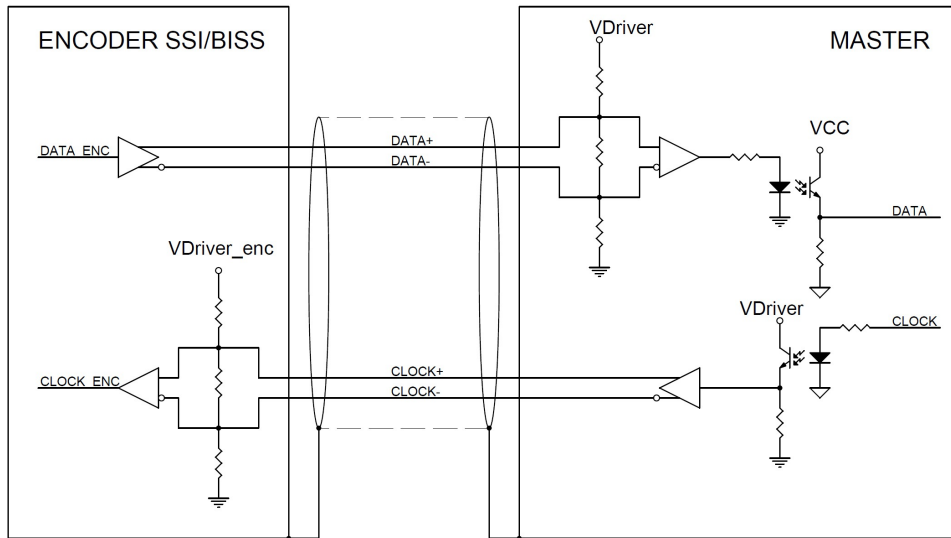 ENCODER SSI/BISS
VDriver
MASTER
DATA+
DATA_ENC
VCC
DATA-
DATA
VDriver_enc
VDriver
CLOCK
CLOCK+
CLOCK_ENC
CLOCK-